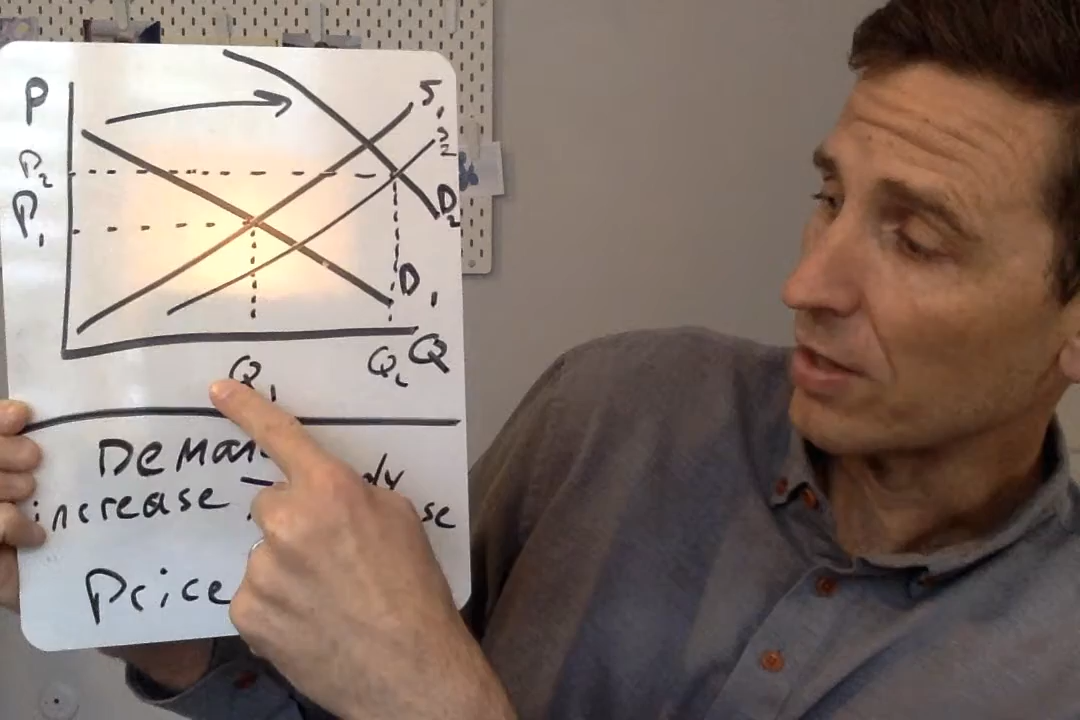 P
S1
S2
P2
P1
D2
D1
Q1
Q2 Q
Demand
increase
Price